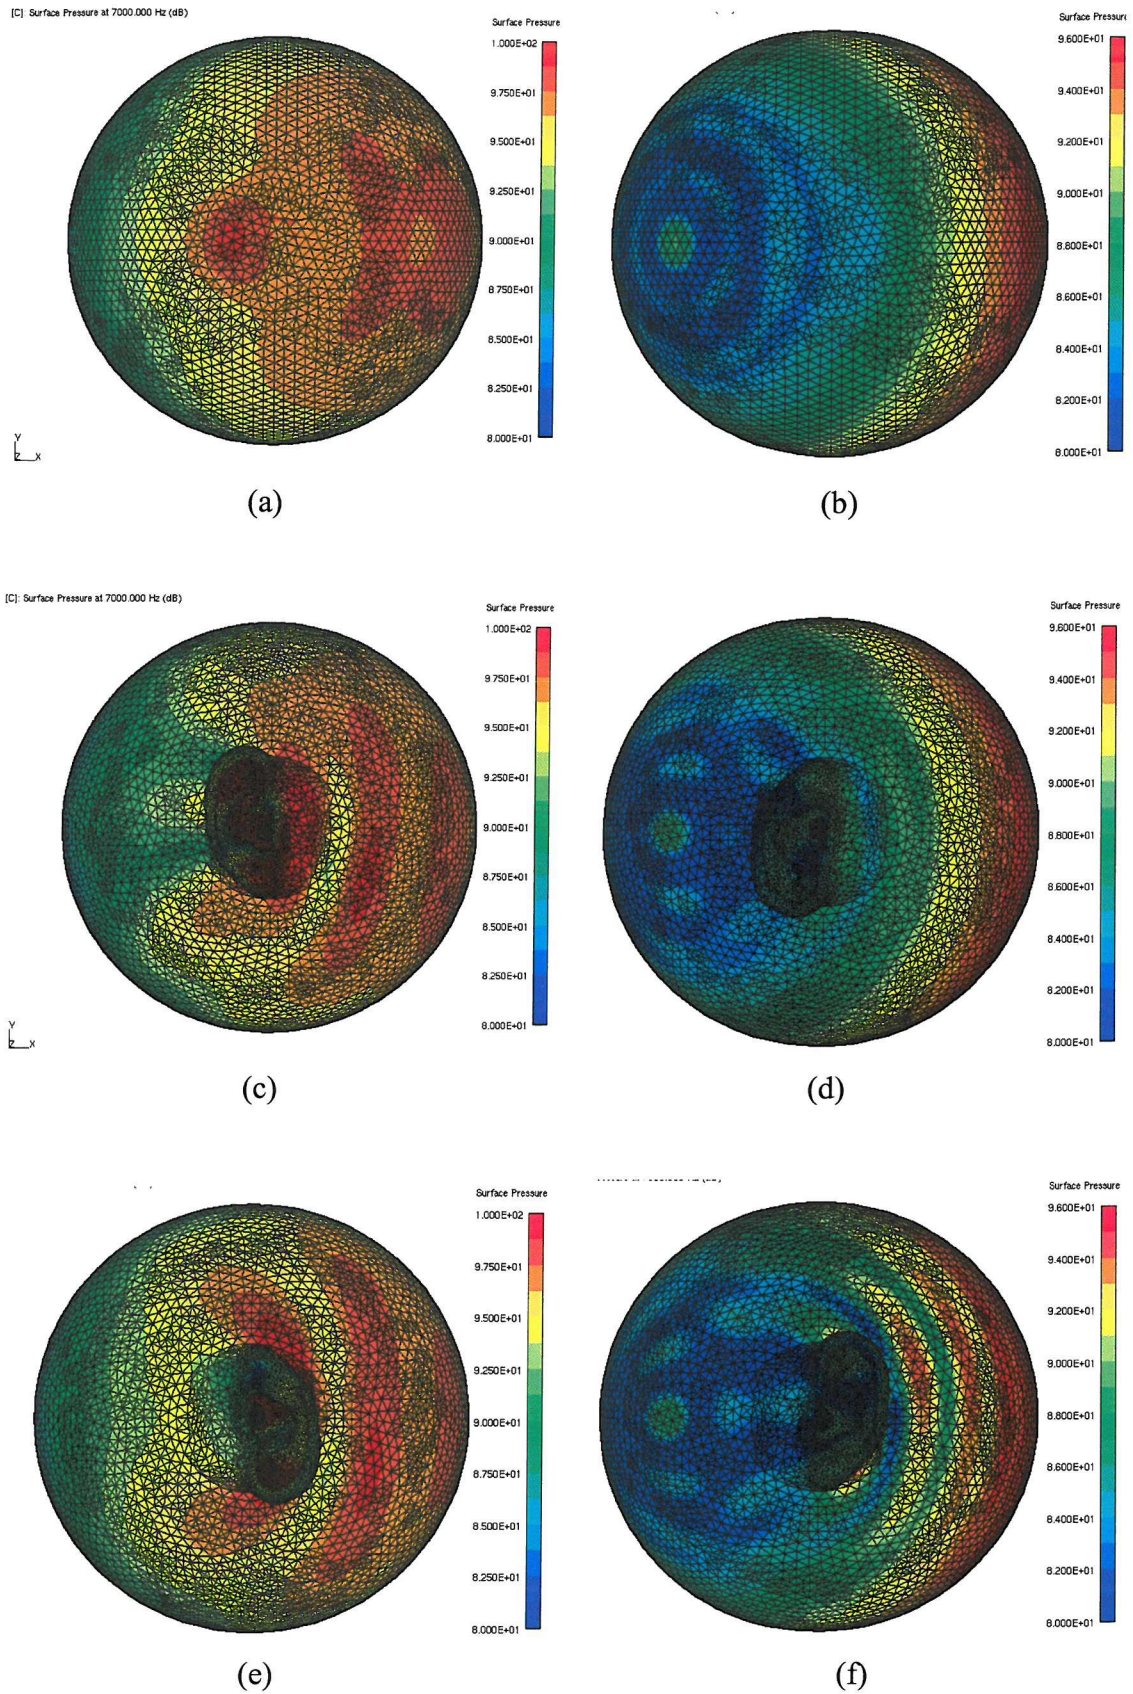 [C]: Surface Pressure at 7000.000 Hz (dB)
Surface Pressure
1.000E+02
9.750E+01
9.500E+01
9.250E+01
9.000E+01
8.750E+01
8.500E+01
8.250E+01
8.000E+01
Y
Z X
(a)
Surface Pressure
9.600E+01
9.400E+01
9.200E+01
9.000E+01
8.800E+01
8.600E+01
8.400E+01
8.200E+01
8.000E+01
(b)
[C]: Surface Pressure at 7000.000 Hz (dB)
Surface Pressure
1.000E+02
9.750E+01
9.500E+01
9.250E+01
9.000E+01
8.750E+01
8.500E+01
8.250E+01
8.000E+01
Y
Z X
(c)
Surface Pressure
9.600E+01
9.400E+01
9.200E+01
9.000E+01
8.800E+01
8.600E+01
8.400E+01
8.200E+01
8.000E+01
(d)
Surface Pressure
1.000E+02
9.750E+01
9.500E+01
9.250E+01
9.000E+01
8.750E+01
8.500E+01
8.250E+01
8.000E+01
(e)
Surface Pressure
9.600E+01
9.400E+01
9.200E+01
9.000E+01
8.800E+01
8.600E+01
8.400E+01
8.200E+01
8.000E+01
(f)